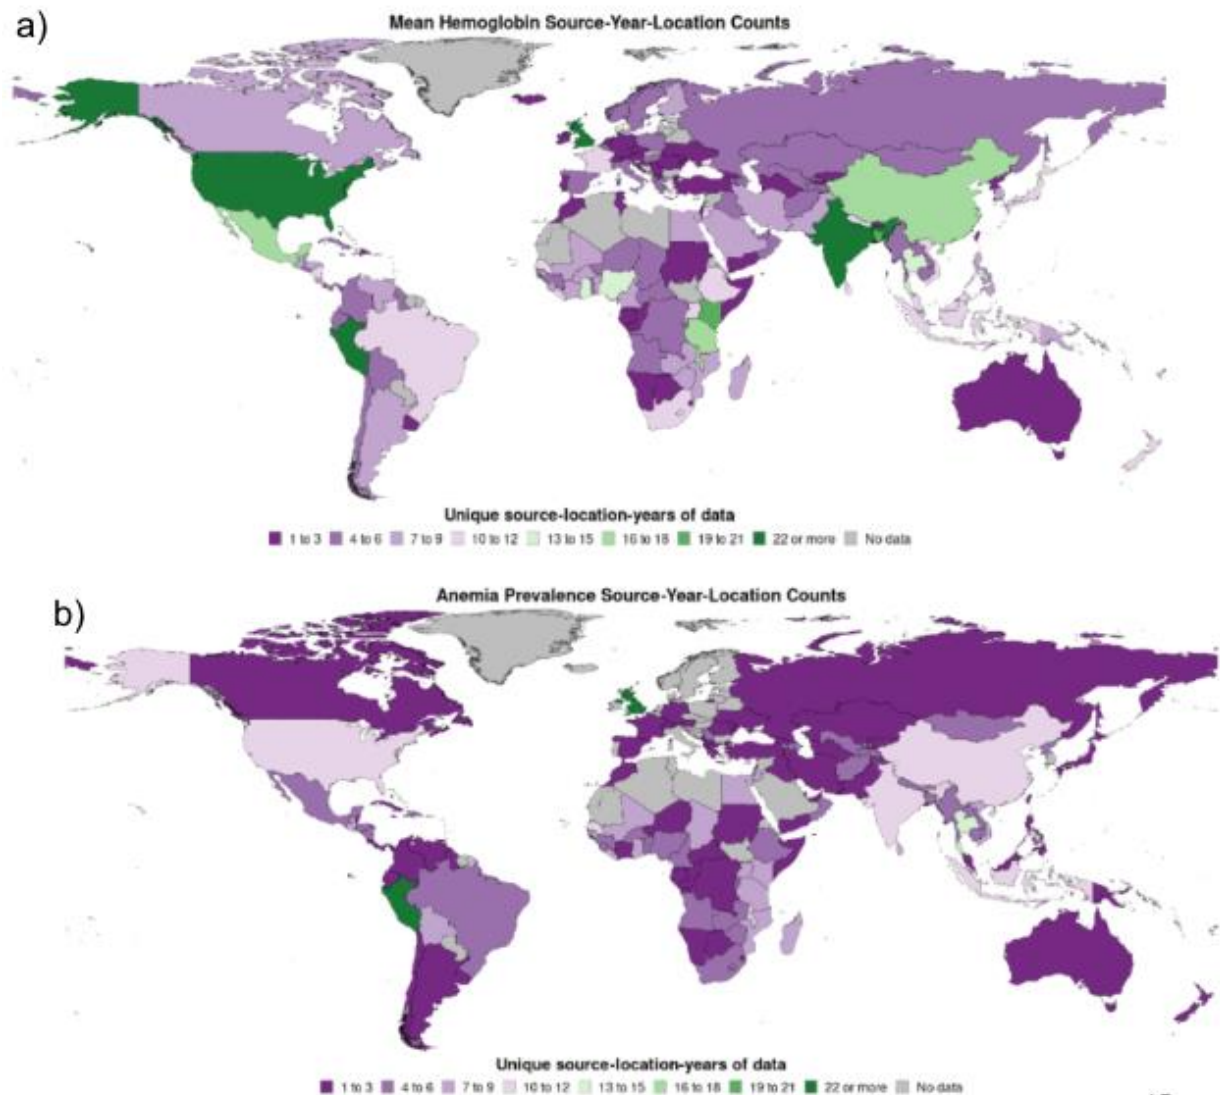 a)
Mean Hemoglobin Source-Year-Location Counts
Unique source-location-years of data
1 to 3 4 to 6 7 to 9 10 to 12 13 to 15 16 to 18 19 to 21 22 or more No data
b)
Anemia Prevalence Source-Year-Location Counts
Unique source-location-years of data
1 to 3 4 to 6 7 to 9 10 to 12 13 to 15 16 to 18 19 to 21 22 or more No data